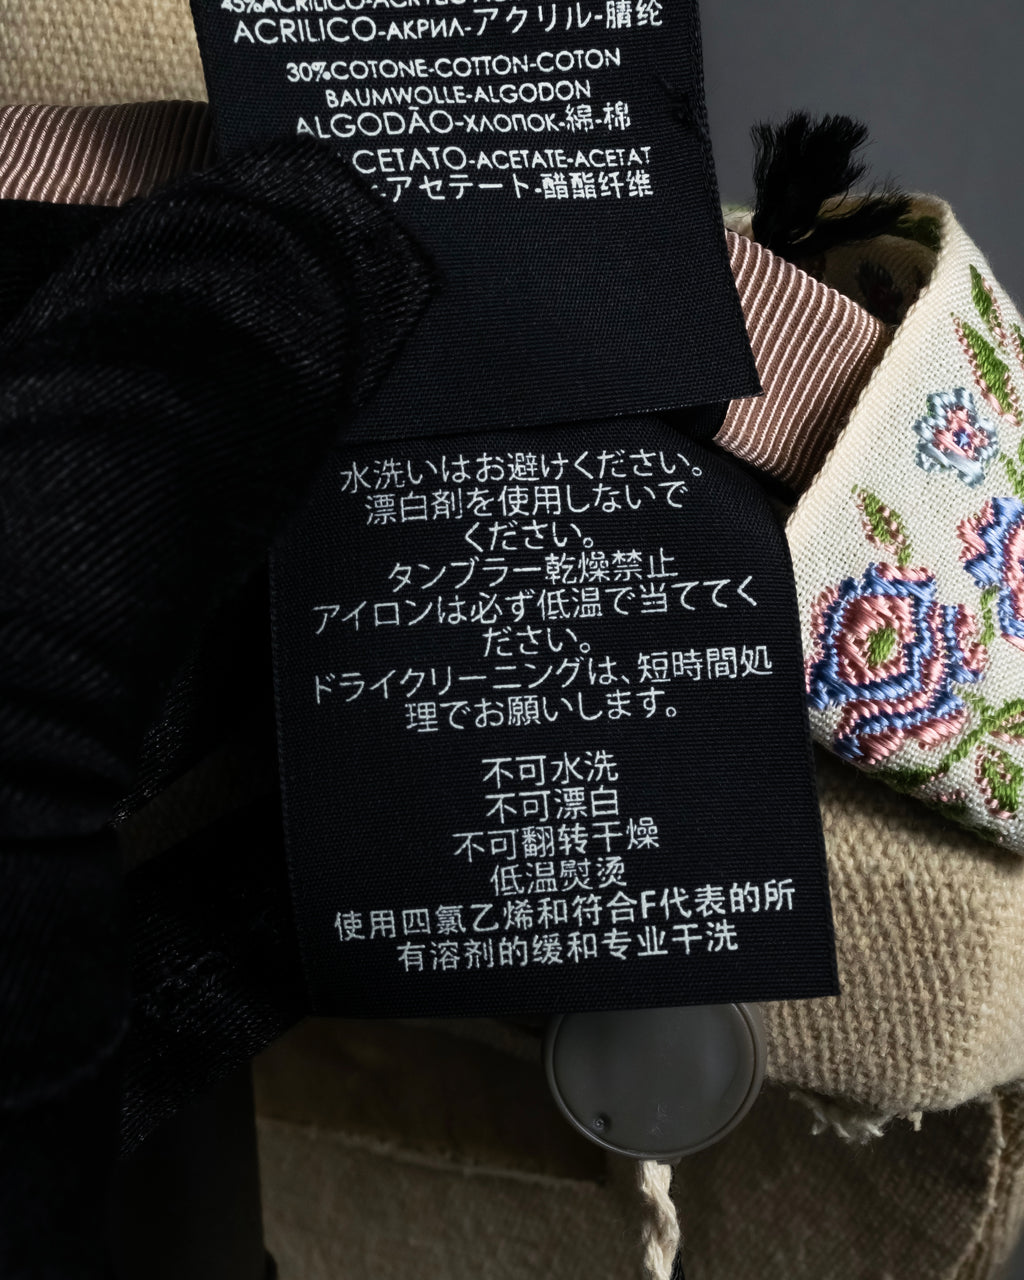 45%ACRILICO-ACRYLIC
ACRILICO-АКРИЛ-アクリル-腈纶
30%COTONE-COTTON-COTON
BAUMWOLLE-ALGODON
ALGODÃO-ХЛОПОК-綿-棉
CETATO-ACETATE-ACETAT
-アセテート-醋酯纤维
水洗いはお避けください。
漂白剤を使用しないで
ください。
タンブラー乾燥禁止
アイロンは必ず低温で当ててく
ださい。
ドライクリーニングは、短時間処
理でお願いします。
不可水洗
不可漂白
不可翻转干燥
低温熨烫
使用四氯乙烯和符合F代表的所
有溶剂的缓和专业干洗